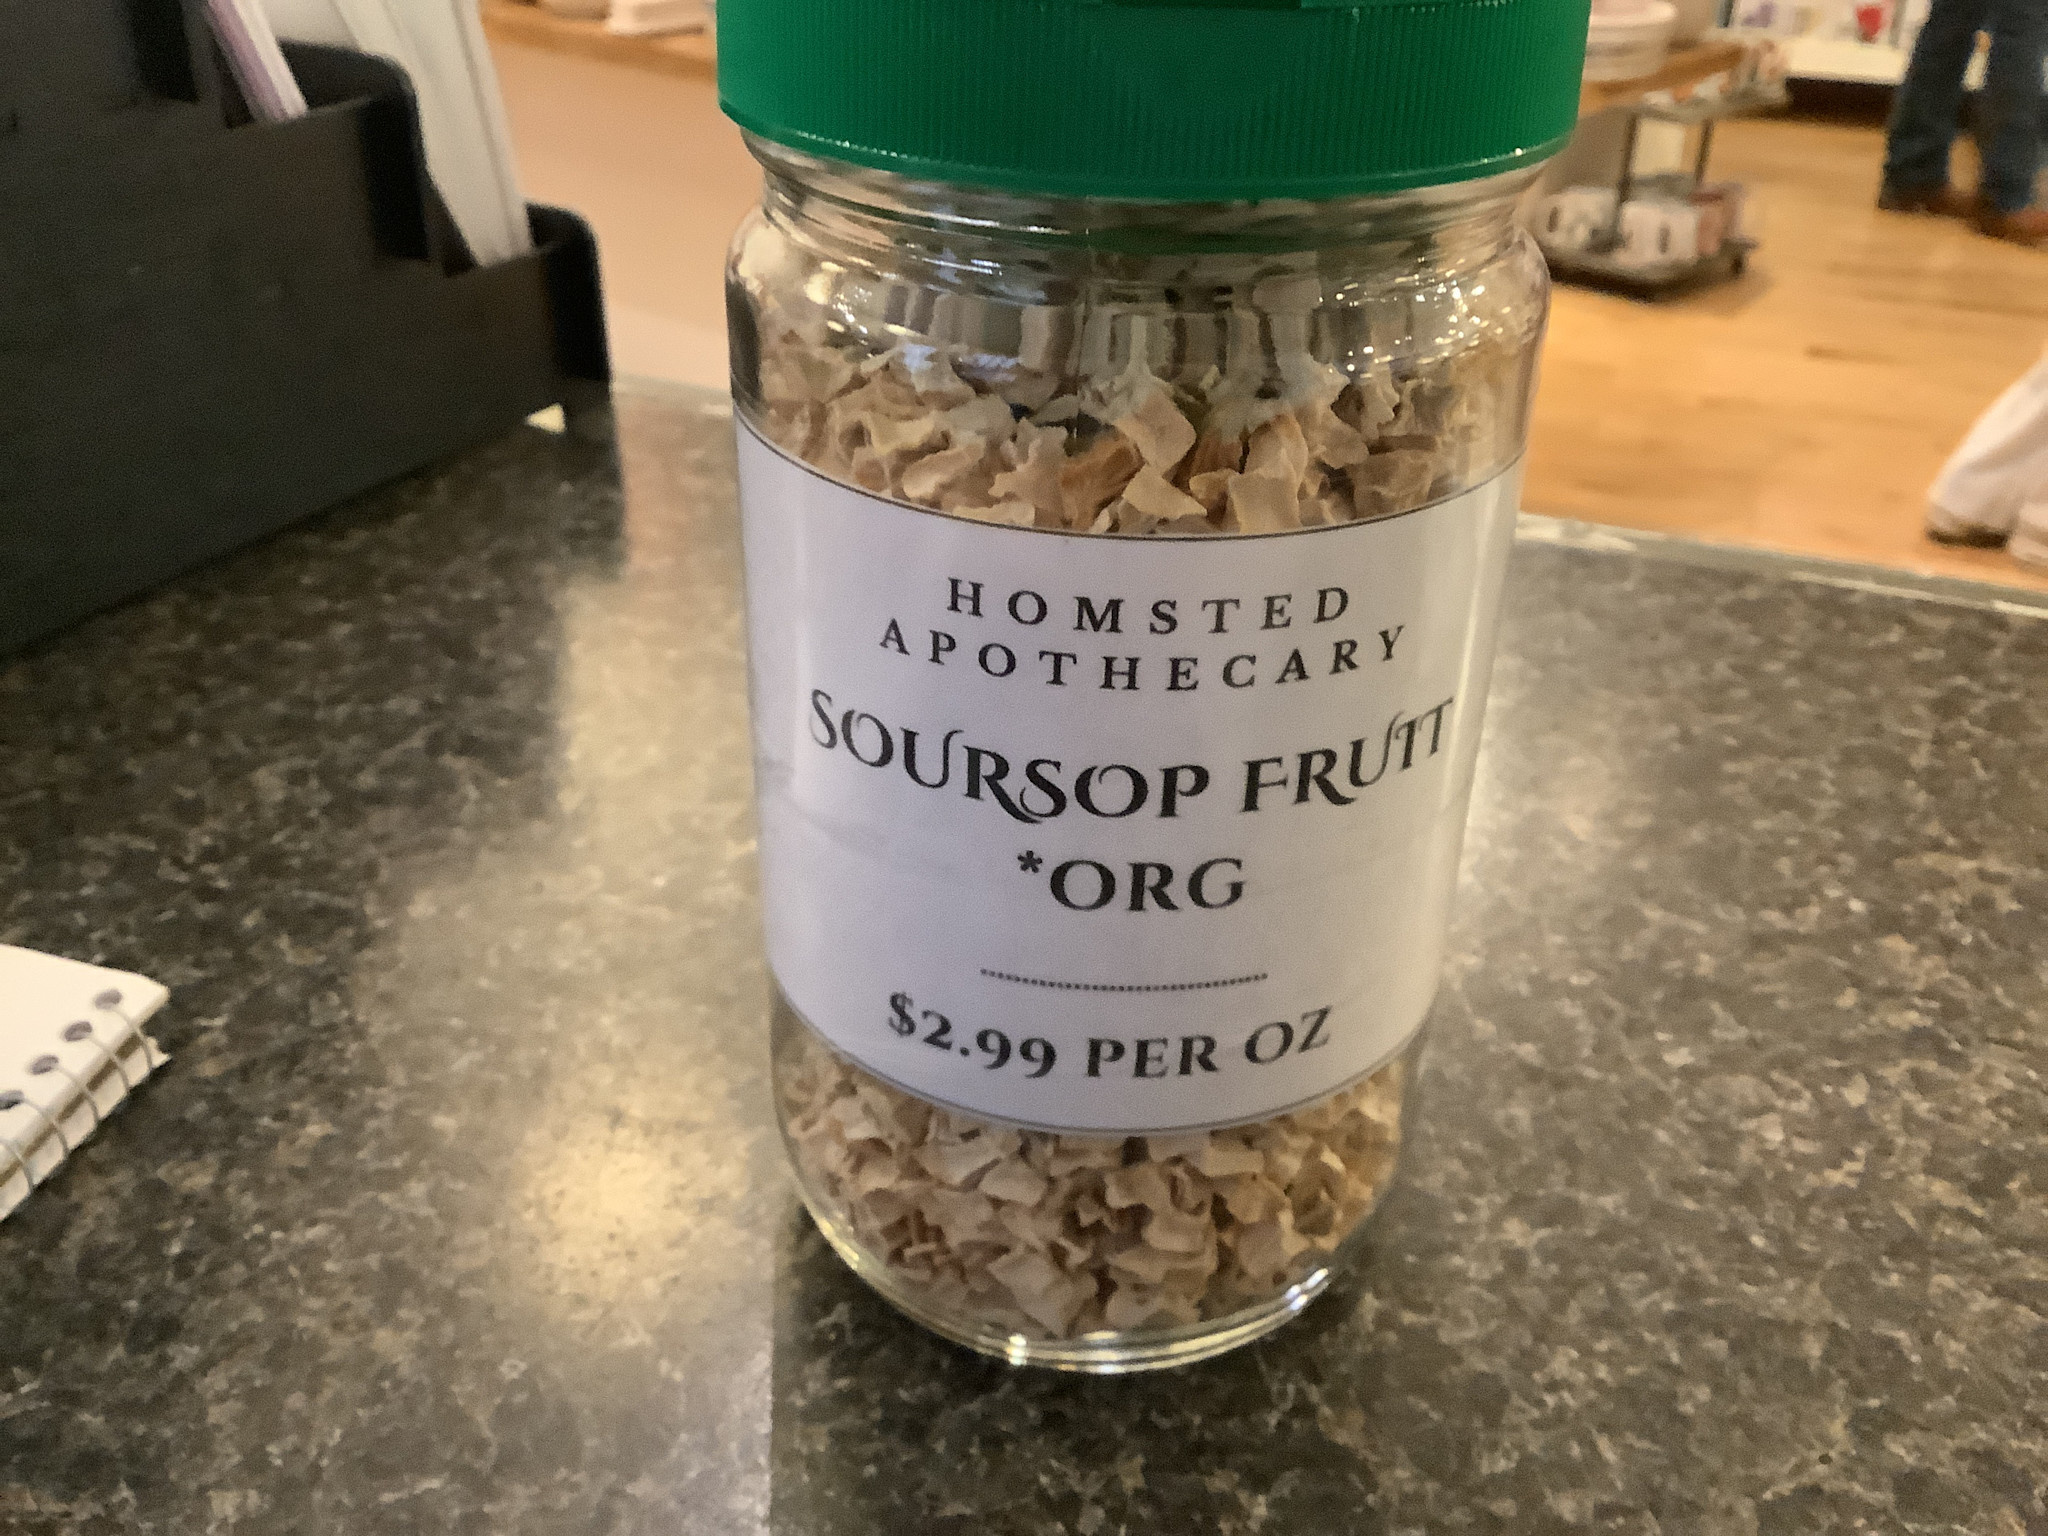 HOMSTED
APOTHECARY
SOURSOP FRUIT
*ORG
$2.99 PER OZ